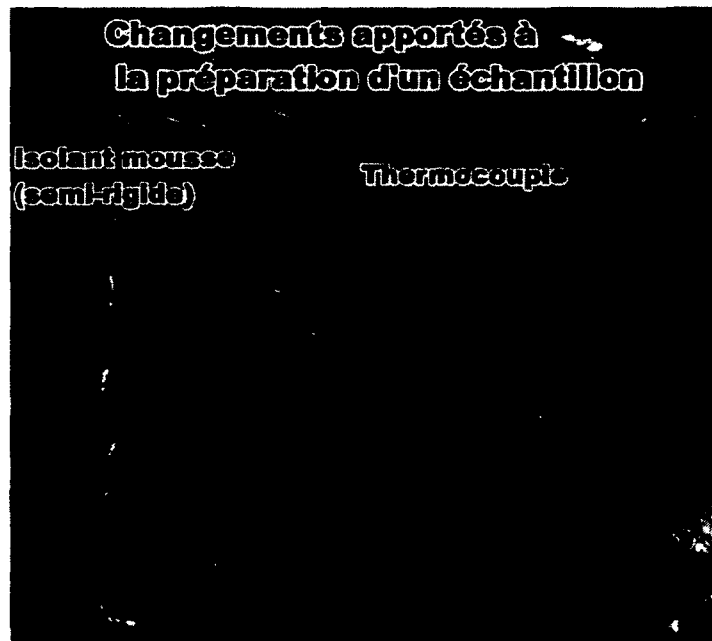 Changements apportés à
la préparation d'un échantillon
Isolant mousse
(semi-rigide)
Thermocouple